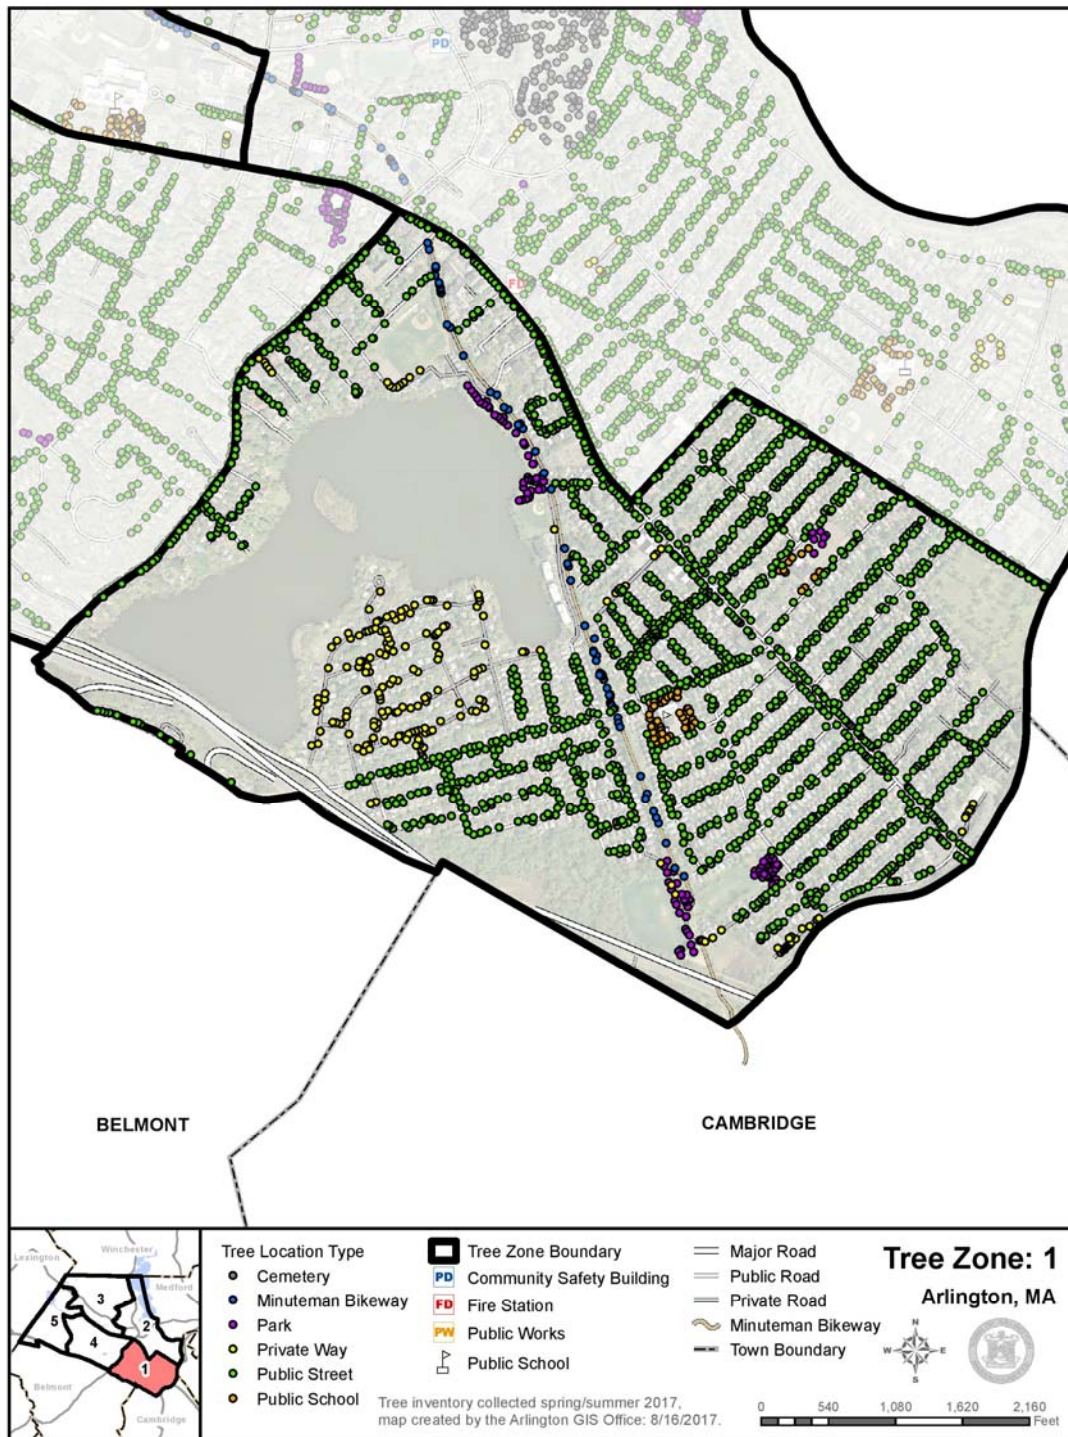 PD
FD
BELMONT
CAMBRIDGE
Lexington
Winchester
Medford
3
2
5
4
1
Belmont
Cambridge
Tree Location Type
Cemetery
Minuteman Bikeway
Park
Private Way
Public Street
Public School
Tree Zone Boundary
PD Community Safety Building
FD Fire Station
PW Public Works
Public School
Major Road
Public Road
Private Road
Minuteman Bikeway
Town Boundary
Tree Zone: 1
Arlington, MA
N
W E
S
Tree inventory collected spring/summer 2017,
map created by the Arlington GIS Office: 8/16/2017.
0 540 1,080 1,620 2,160
Feet